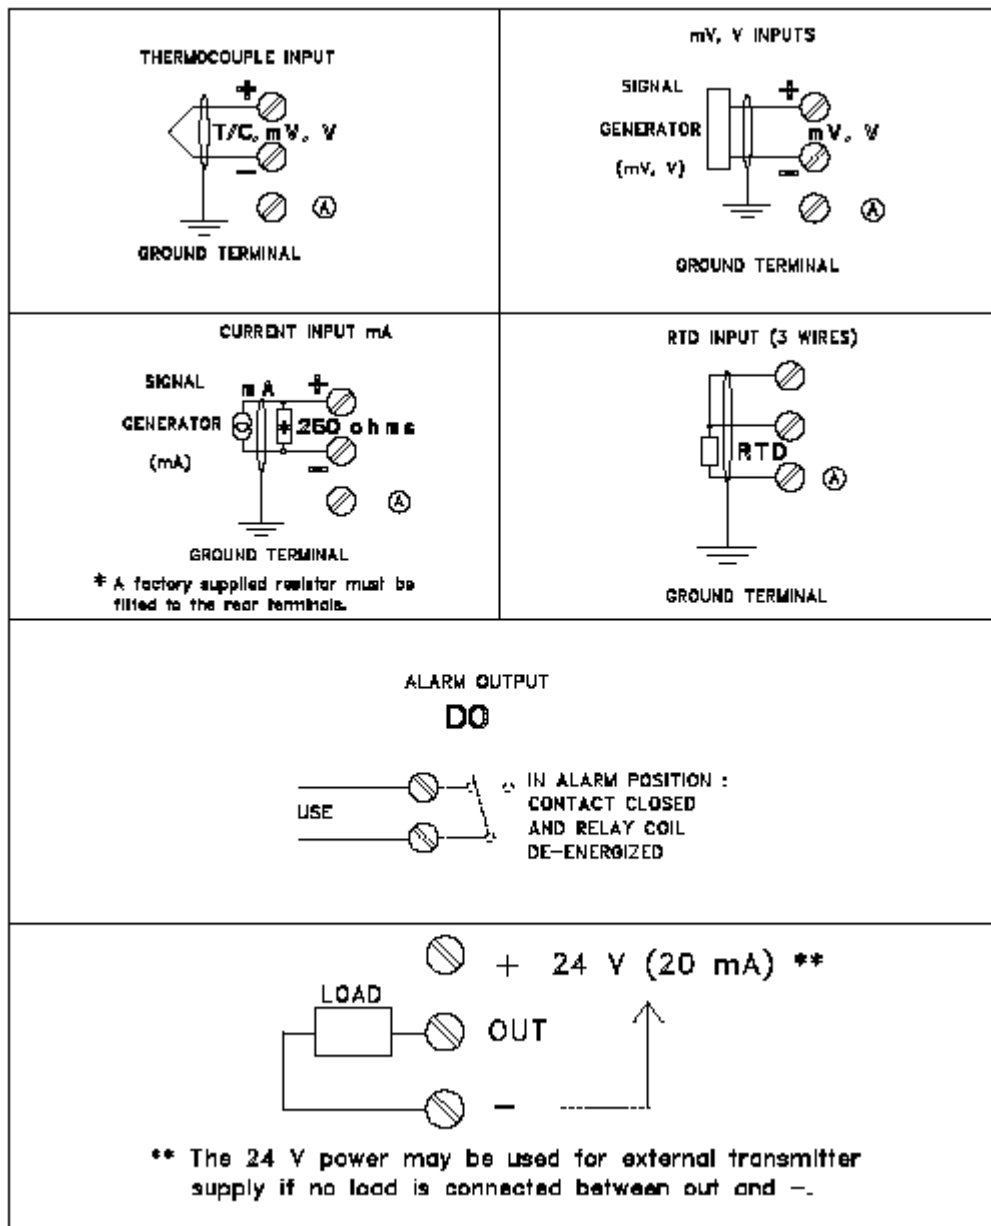 THERMOCOUPLE INPUT
+
T/C, mV, V
−
A
GROUND TERMINAL
mV, V INPUTS
SIGNAL
GENERATOR
(mV, V)
+
mV, V
−
A
GROUND TERMINAL
CURRENT INPUT mA
SIGNAL
GENERATOR
(mA)
mA
+
* 250 ohms
−
A
GROUND TERMINAL
* A factory supplied resistor must be
fitted to the rear terminals.
RTD INPUT (3 WIRES)
RTD
A
GROUND TERMINAL
ALARM OUTPUT
DO
USE
IN ALARM POSITION :
CONTACT CLOSED
AND RELAY COIL
DE-ENERGIZED
+ 24 V (20 mA) **
LOAD
OUT
−
** The 24 V power may be used for external transmitter
supply if no load is connected between out and −.